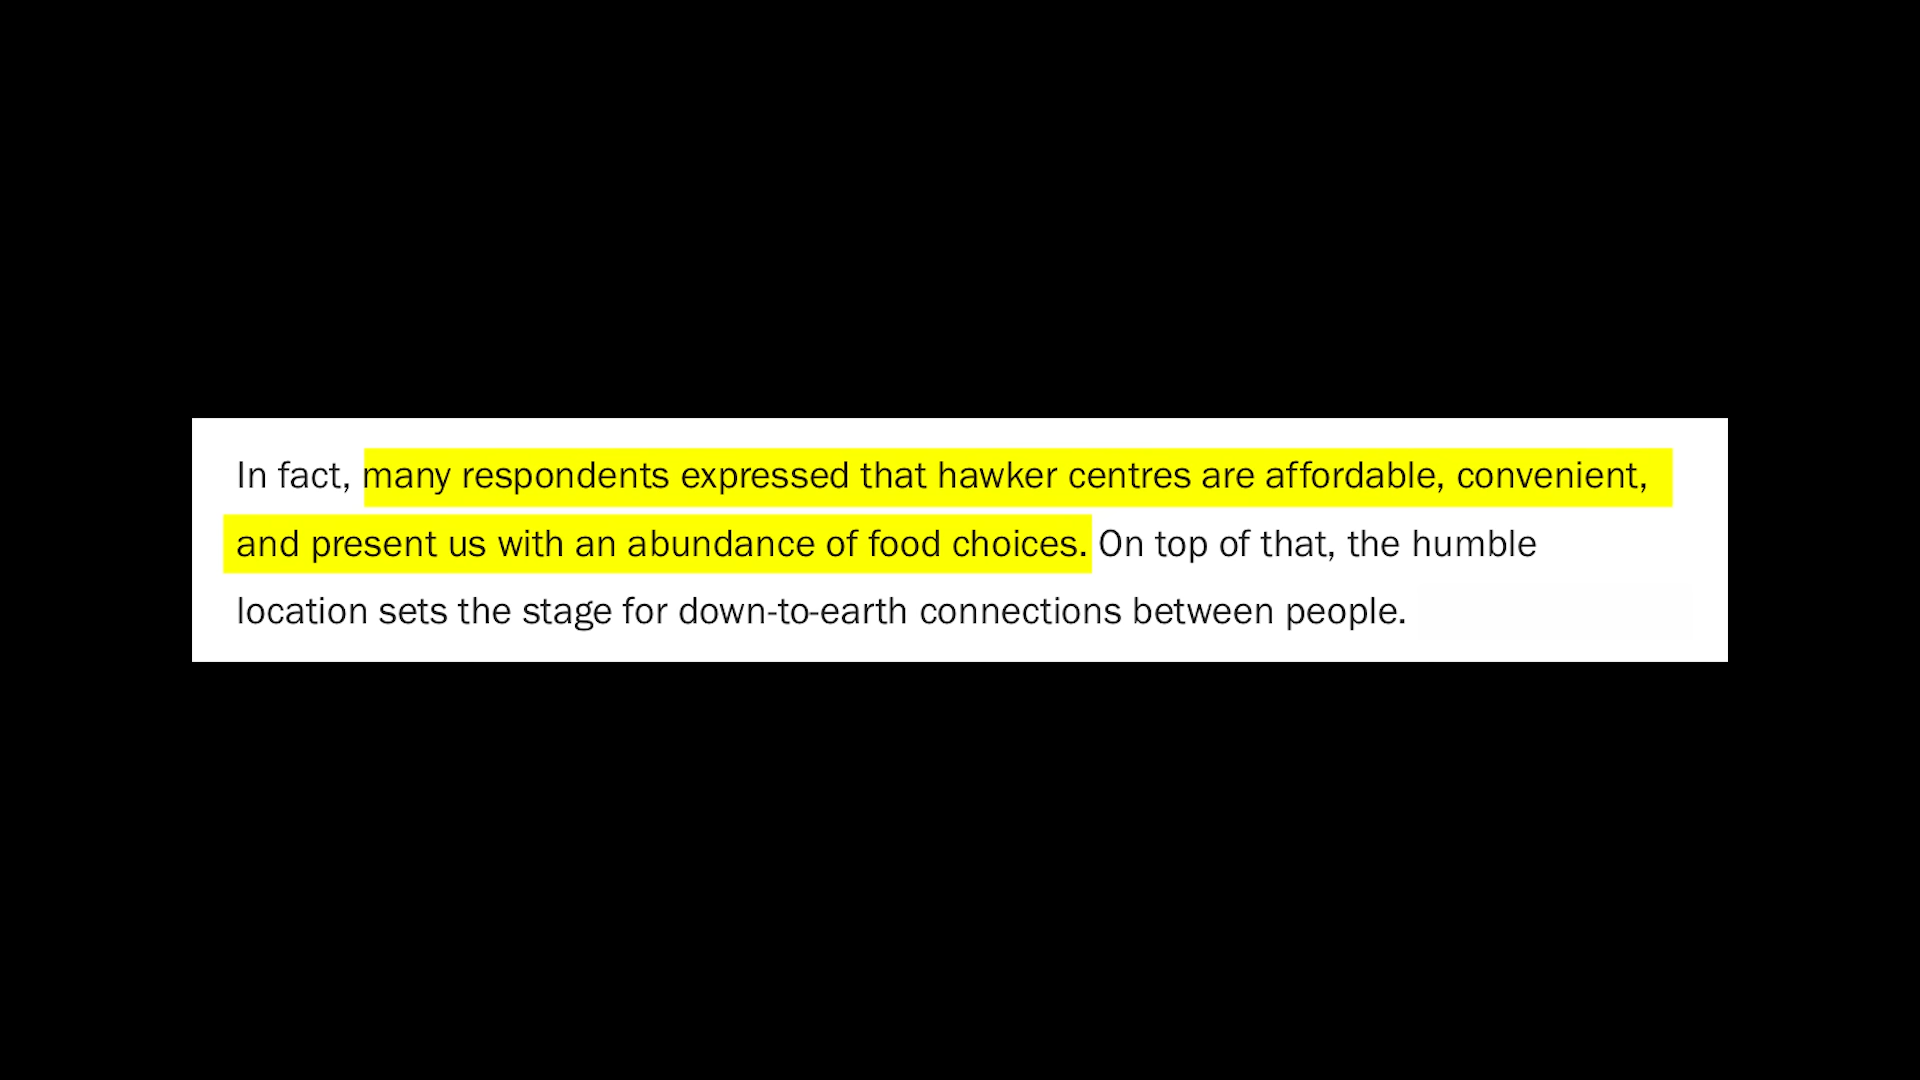 In fact, many respondents expressed that hawker centres are affordable, convenient,
and present us with an abundance of food choices. On top of that, the humble
location sets the stage for down-to-earth connections between people.